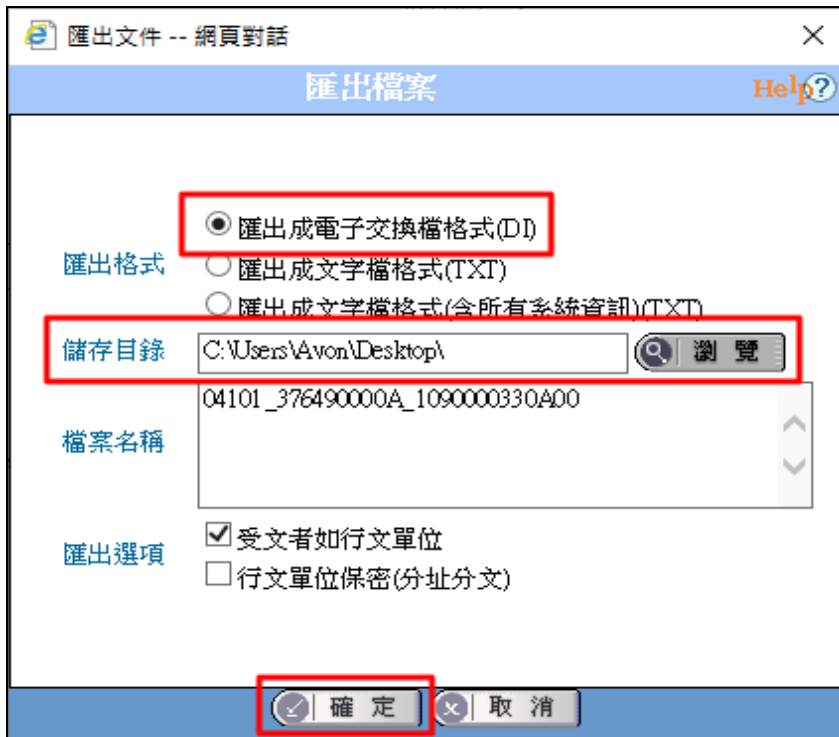 匯出文件 -- 網頁對話
匯出檔案
Help
匯出格式
匯出成電子交換檔格式(DI)
匯出成文字檔格式(TXT)
匯出成文字檔格式(含所有系統資訊)(TXT)
儲存目錄
C:\Users\Avon\Desktop\
瀏覽
檔案名稱
04101_376490000A_1090000330A00
匯出選項
受文者如行文單位
行文單位保密(分址分文)
確定
取消